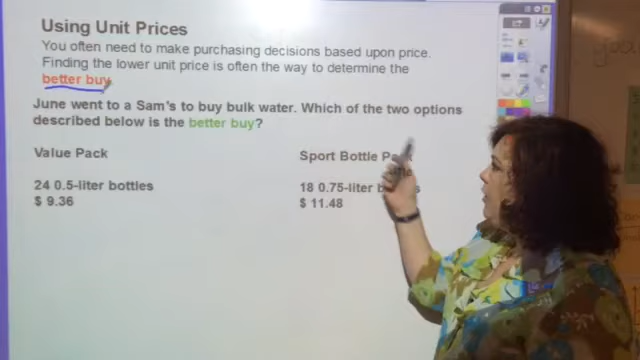 Using Unit Prices
You often need to make purchasing decisions based upon price.
Finding the lower unit price is often the way to determine the
better buy
June went to a Sam's to buy bulk water. Which of the two options
described below is the better buy?
Value Pack
24 0.5-liter bottles
$ 9.36
Sport Bottle
18 0.75-liter
$ 11.48